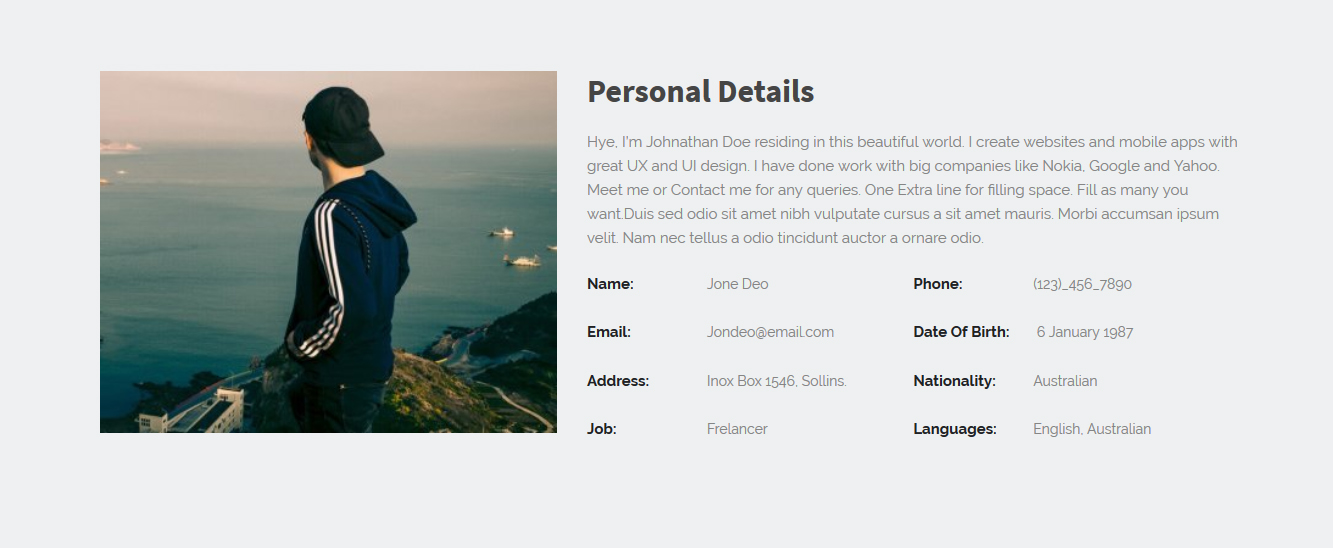 Personal Details
Hye, I'm Johnathan Doe residing in this beautiful world. I create websites and mobile apps with
great UX and UI design. I have done work with big companies like Nokia, Google and Yahoo.
Meet me or Contact me for any queries. One Extra line for filling space. Fill as many you
want.Duis sed odio sit amet nibh vulputate cursus a sit amet mauris. Morbi accumsan ipsum
velit. Nam nec tellus a odio tincidunt auctor a ornare odio.
Name: Jone Deo Phone: (123)_456_7890
Email: Jondeo@email.com Date Of Birth: 6 January 1987
Address: Inox Box 1546, Sollins. Nationality: Australian
Job: Frelancer Languages: English, Australian